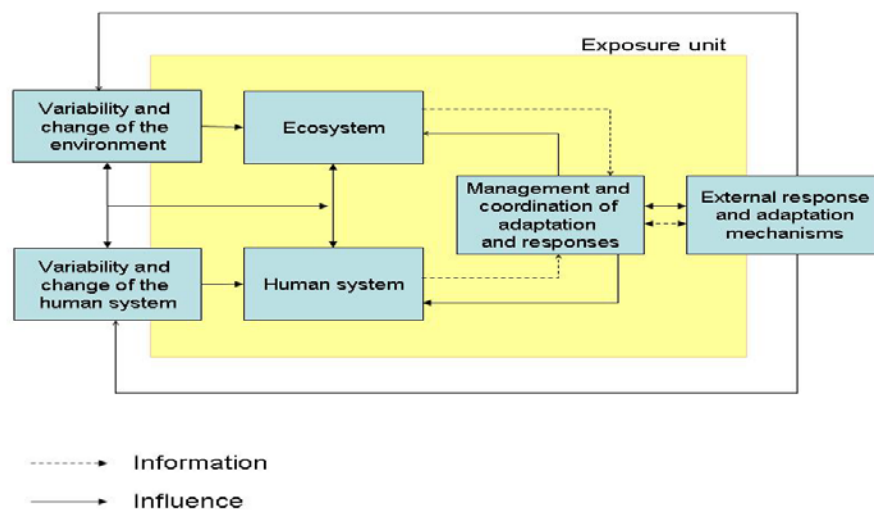 Exposure unit
Variability and
change of the
environment
Ecosystem
Management and
coordination of
adaptation
and responses
External response
and adaptation
mechanisms
Variability and
change of the
human system
Human system
Information
Influence